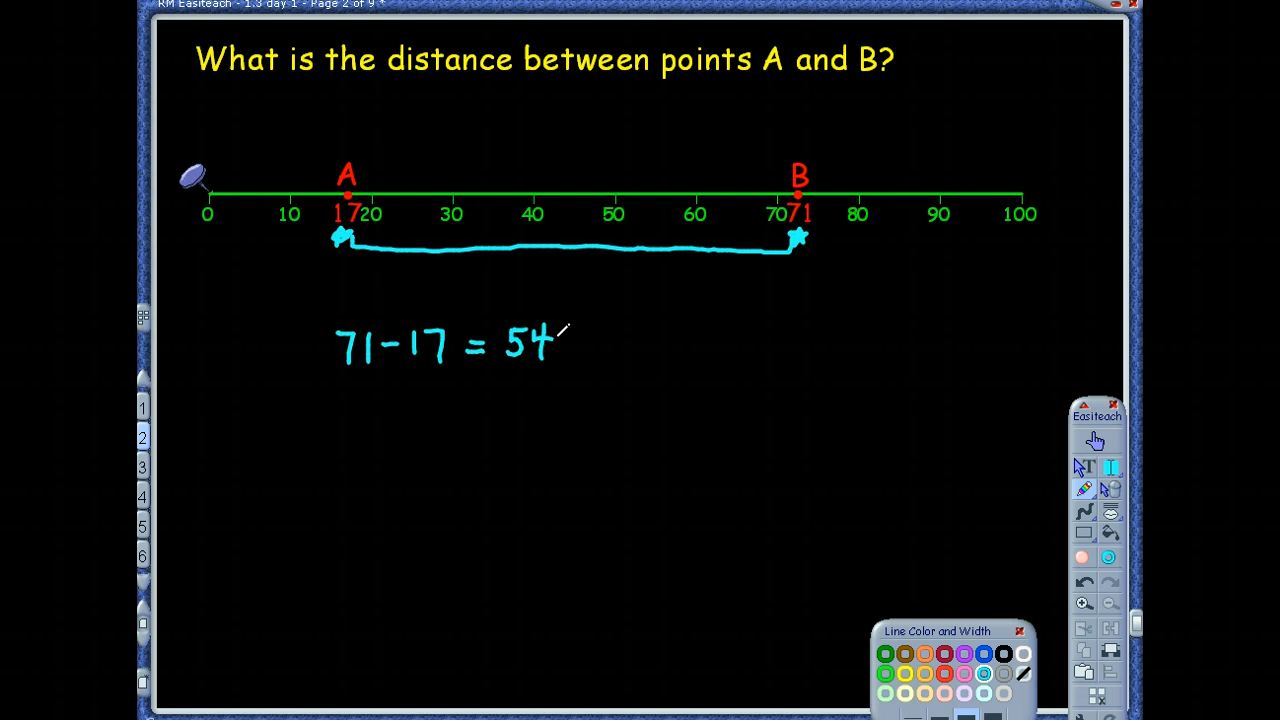 RM Easiteach - 1.3 day 1 - Page 2 of 9 *
What is the distance between points A and B?
A B
0 10 17 20 30 40 50 60 70 71 80 90 100
71 - 17 = 54
1
2
3
4
5
6
Easiteach
T
Line Color and Width